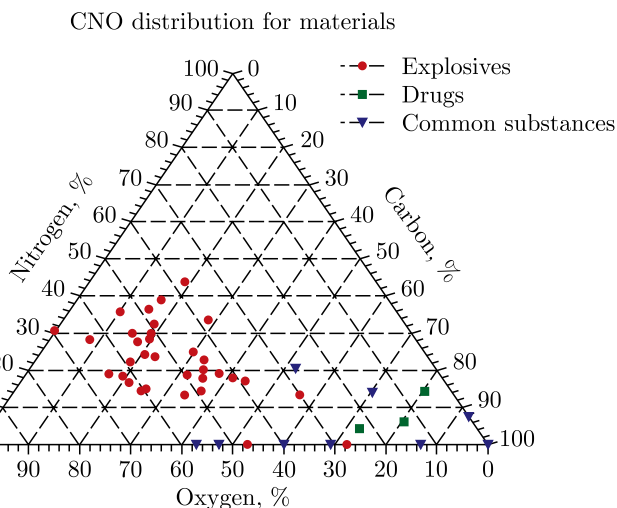 CNO distribution for materials
Explosives
Drugs
Common substances
100 0
90 10
80 20
70 30
60 40
50 50
40 60
30 70
0 80
90
100
Nitrogen, %
Carbon, %
90 80 70 60 50 40 30 20 10 0
Oxygen, %